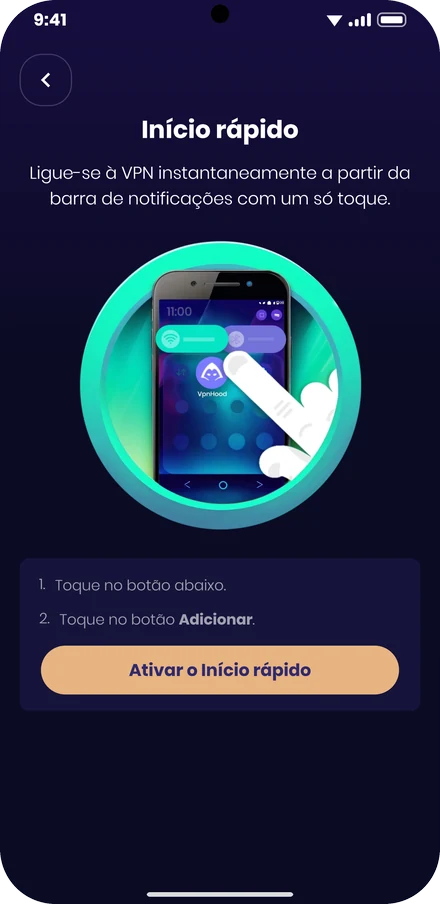 9:41
Início rápido
Ligue-se à VPN instantaneamente a partir da
barra de notificações com um só toque.
11:00
VpnHood
1. Toque no botão abaixo.
2. Toque no botão Adicionar.
Ativar o Início rápido